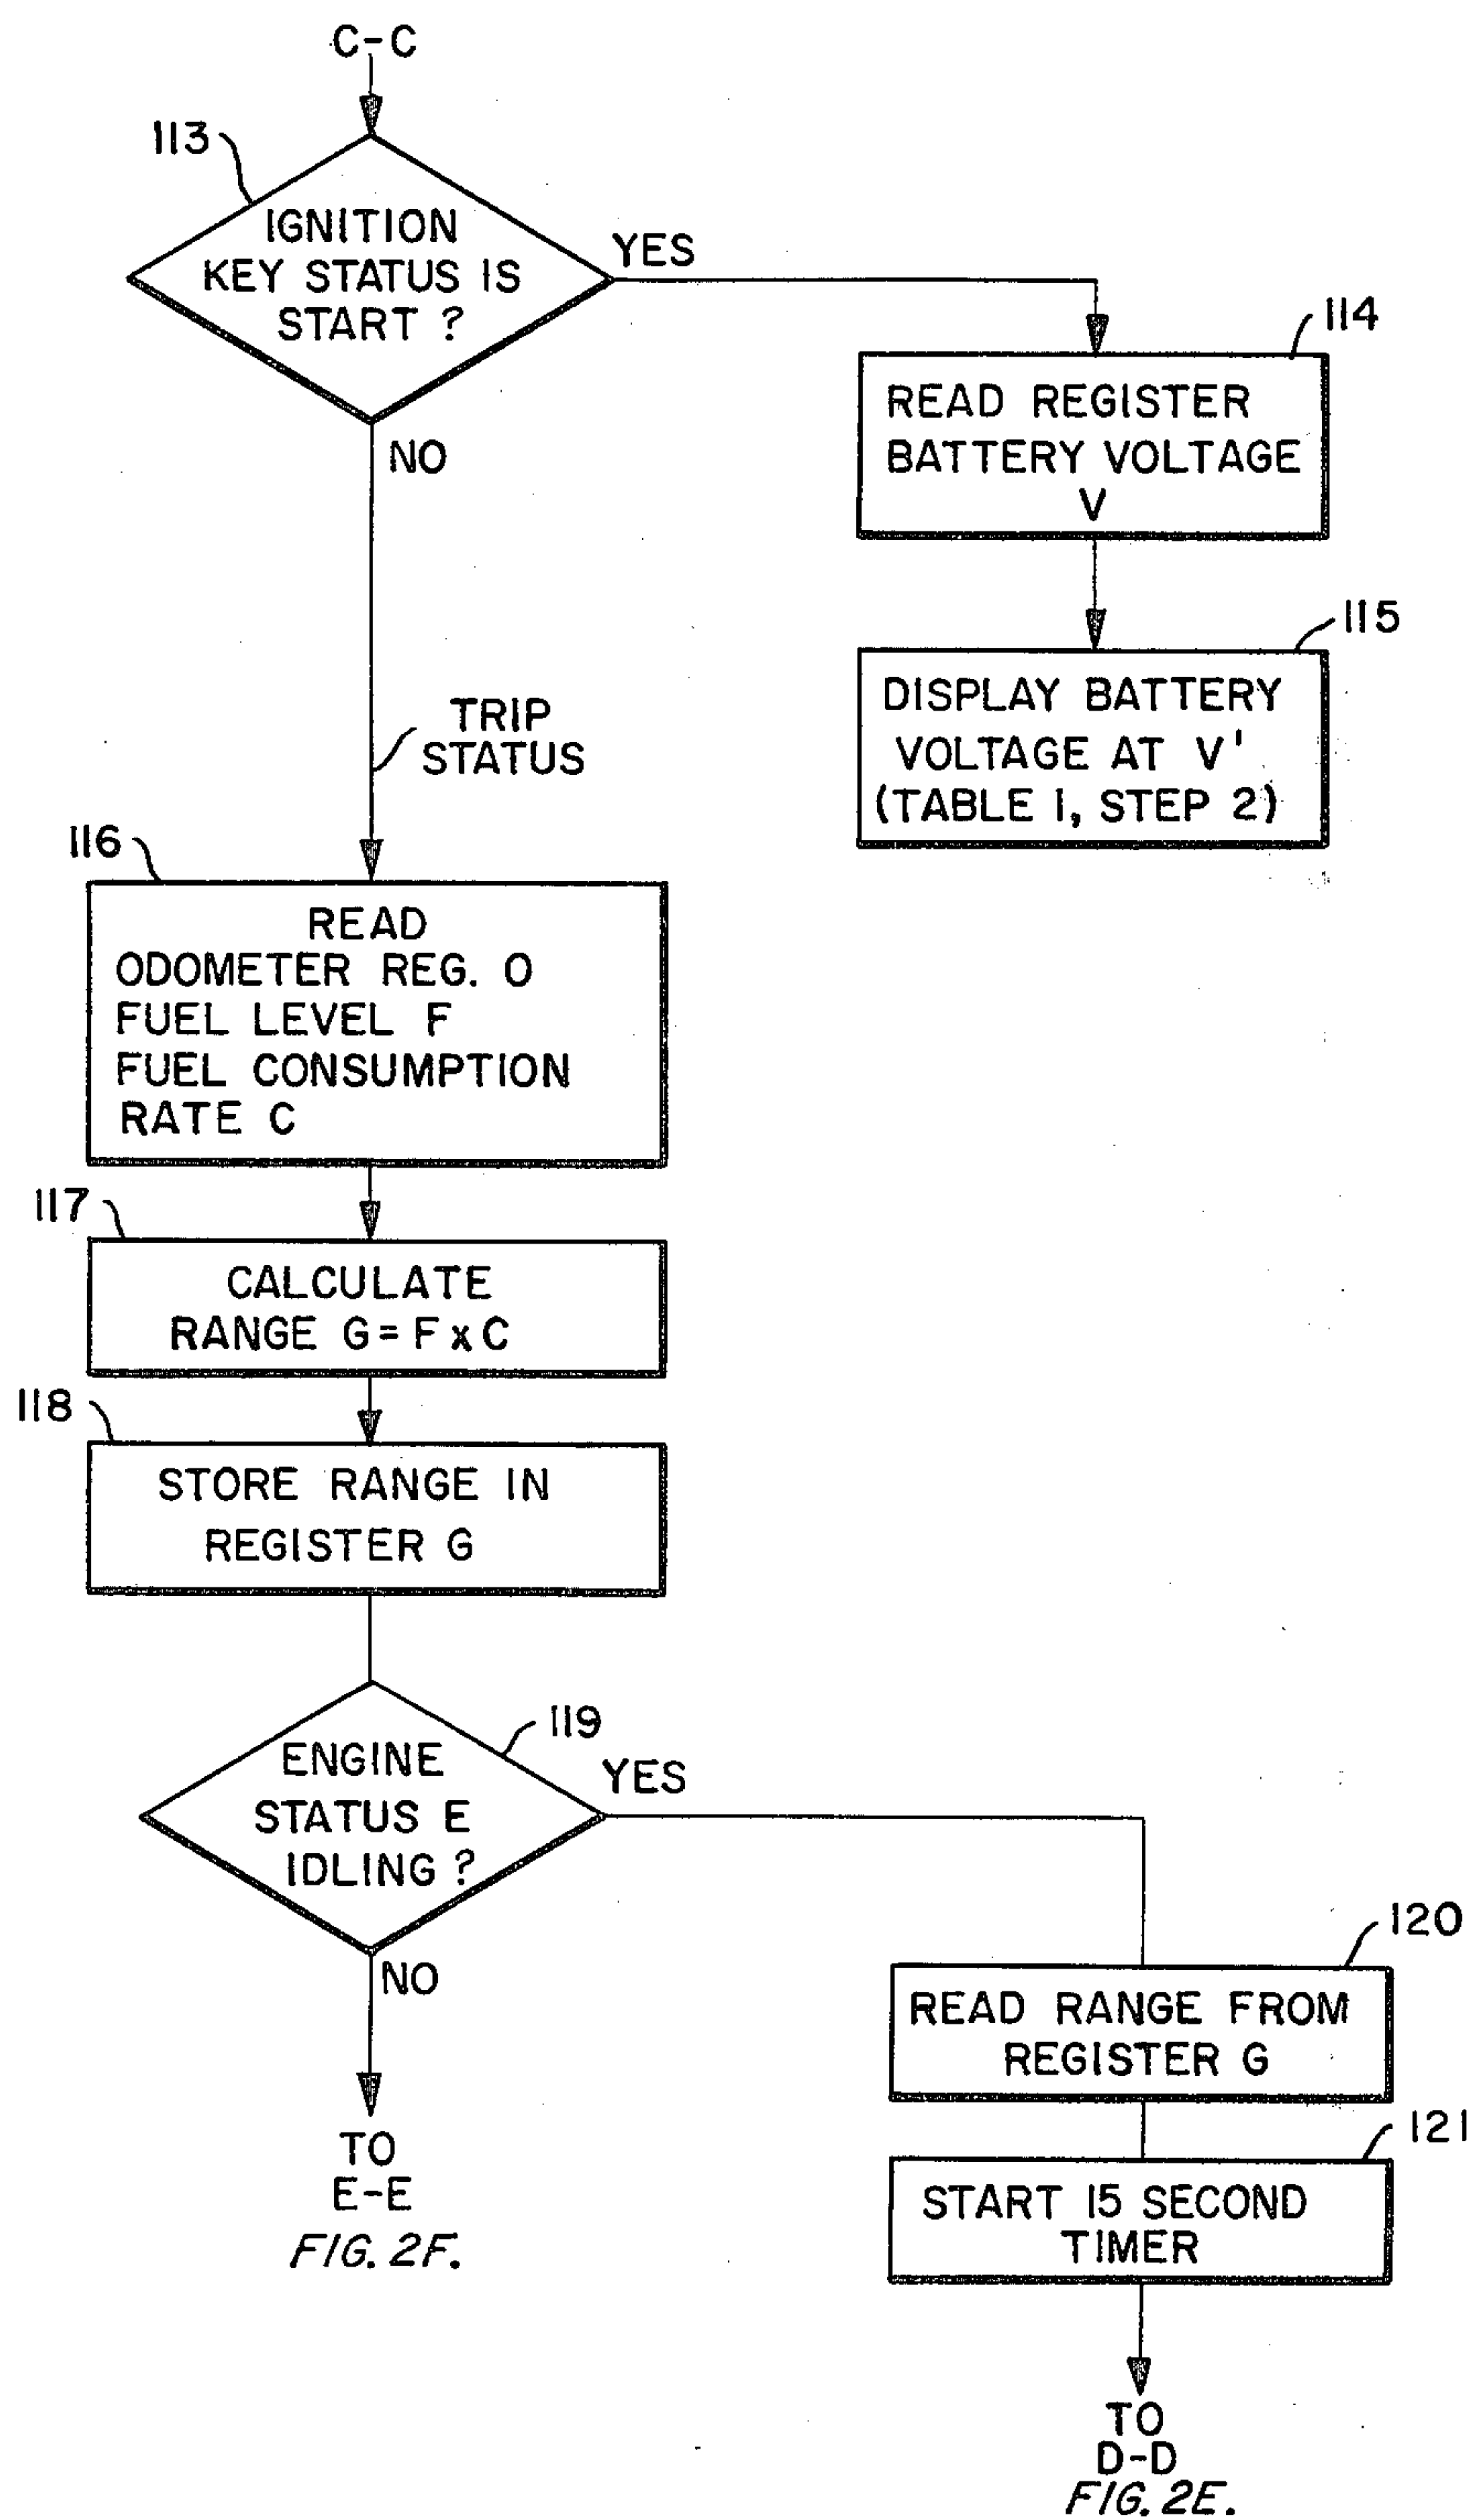 C-C
113
IGNITION
KEY STATUS IS
START ?
YES
NO
114
READ REGISTER
BATTERY VOLTAGE
V
115
DISPLAY BATTERY
VOLTAGE AT V'
(TABLE 1, STEP 2)
TRIP
STATUS
116
READ
ODOMETER REG. O
FUEL LEVEL F
FUEL CONSUMPTION
RATE C
117
CALCULATE
RANGE G = F x C
118
STORE RANGE IN
REGISTER G
119
ENGINE
STATUS E
IDLING ?
YES
NO
TO
E-E
FIG. 2F.
120
READ RANGE FROM
REGISTER G
121
START 15 SECOND
TIMER
TO
D-D
FIG. 2E.